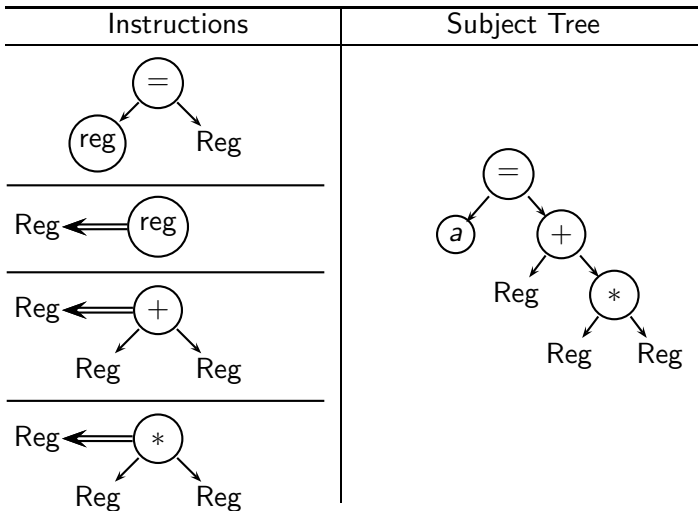 Instructions
Subject Tree
=
reg
Reg
Reg
reg
Reg
+
Reg
Reg
Reg
*
Reg
Reg
=
a
+
Reg
*
Reg
Reg